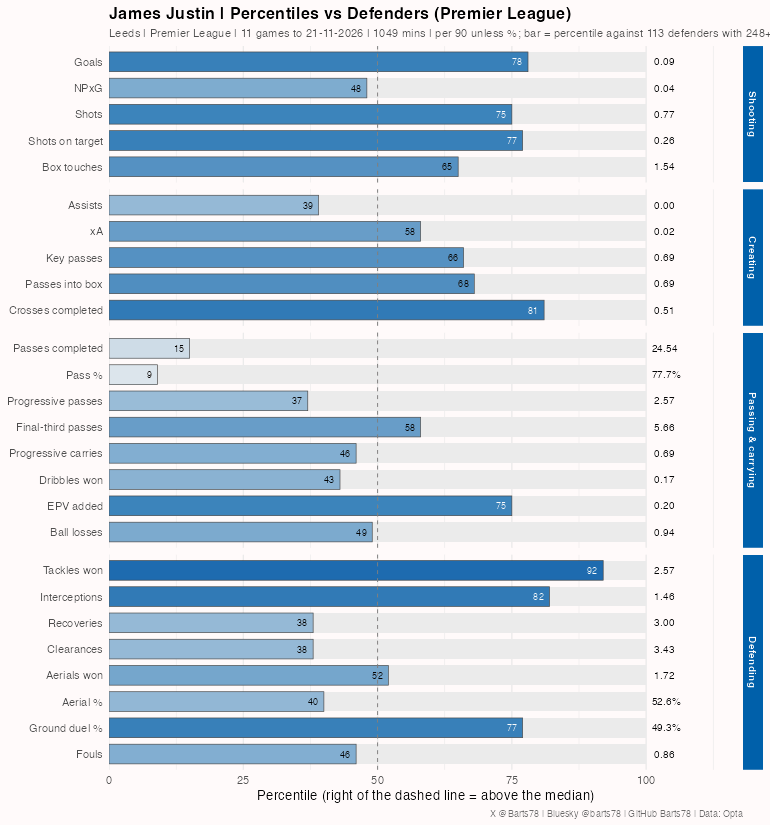 James Justin | Percentiles vs Defenders (Premier League)
Leeds | Premier League | 11 games to 21-11-2026 | 1049 mins | per 90 unless %; bar = percentile against 113 defenders with 248+
Goals 78 0.09
NPxG 48 0.04
Shots 75 0.77
Shots on target 77 0.26
Box touches 65 1.54
Shooting
Assists 39 0.00
xA 58 0.02
Key passes 66 0.69
Passes into box 68 0.69
Crosses completed 81 0.51
Creating
Passes completed 15 24.54
Pass % 9 77.7%
Progressive passes 37 2.57
Final-third passes 58 5.66
Progressive carries 46 0.69
Dribbles won 43 0.17
EPV added 75 0.20
Ball losses 49 0.94
Passing & carrying
Tackles won 92 2.57
Interceptions 82 1.46
Recoveries 38 3.00
Clearances 38 3.43
Aerials won 52 1.72
Aerial % 40 52.6%
Ground duel % 77 49.3%
Fouls 46 0.86
Defending
0 25 50 75 100
Percentile (right of the dashed line = above the median)
X @Barts78 | Bluesky @barts78 | GitHub Barts78 | Data: Opta